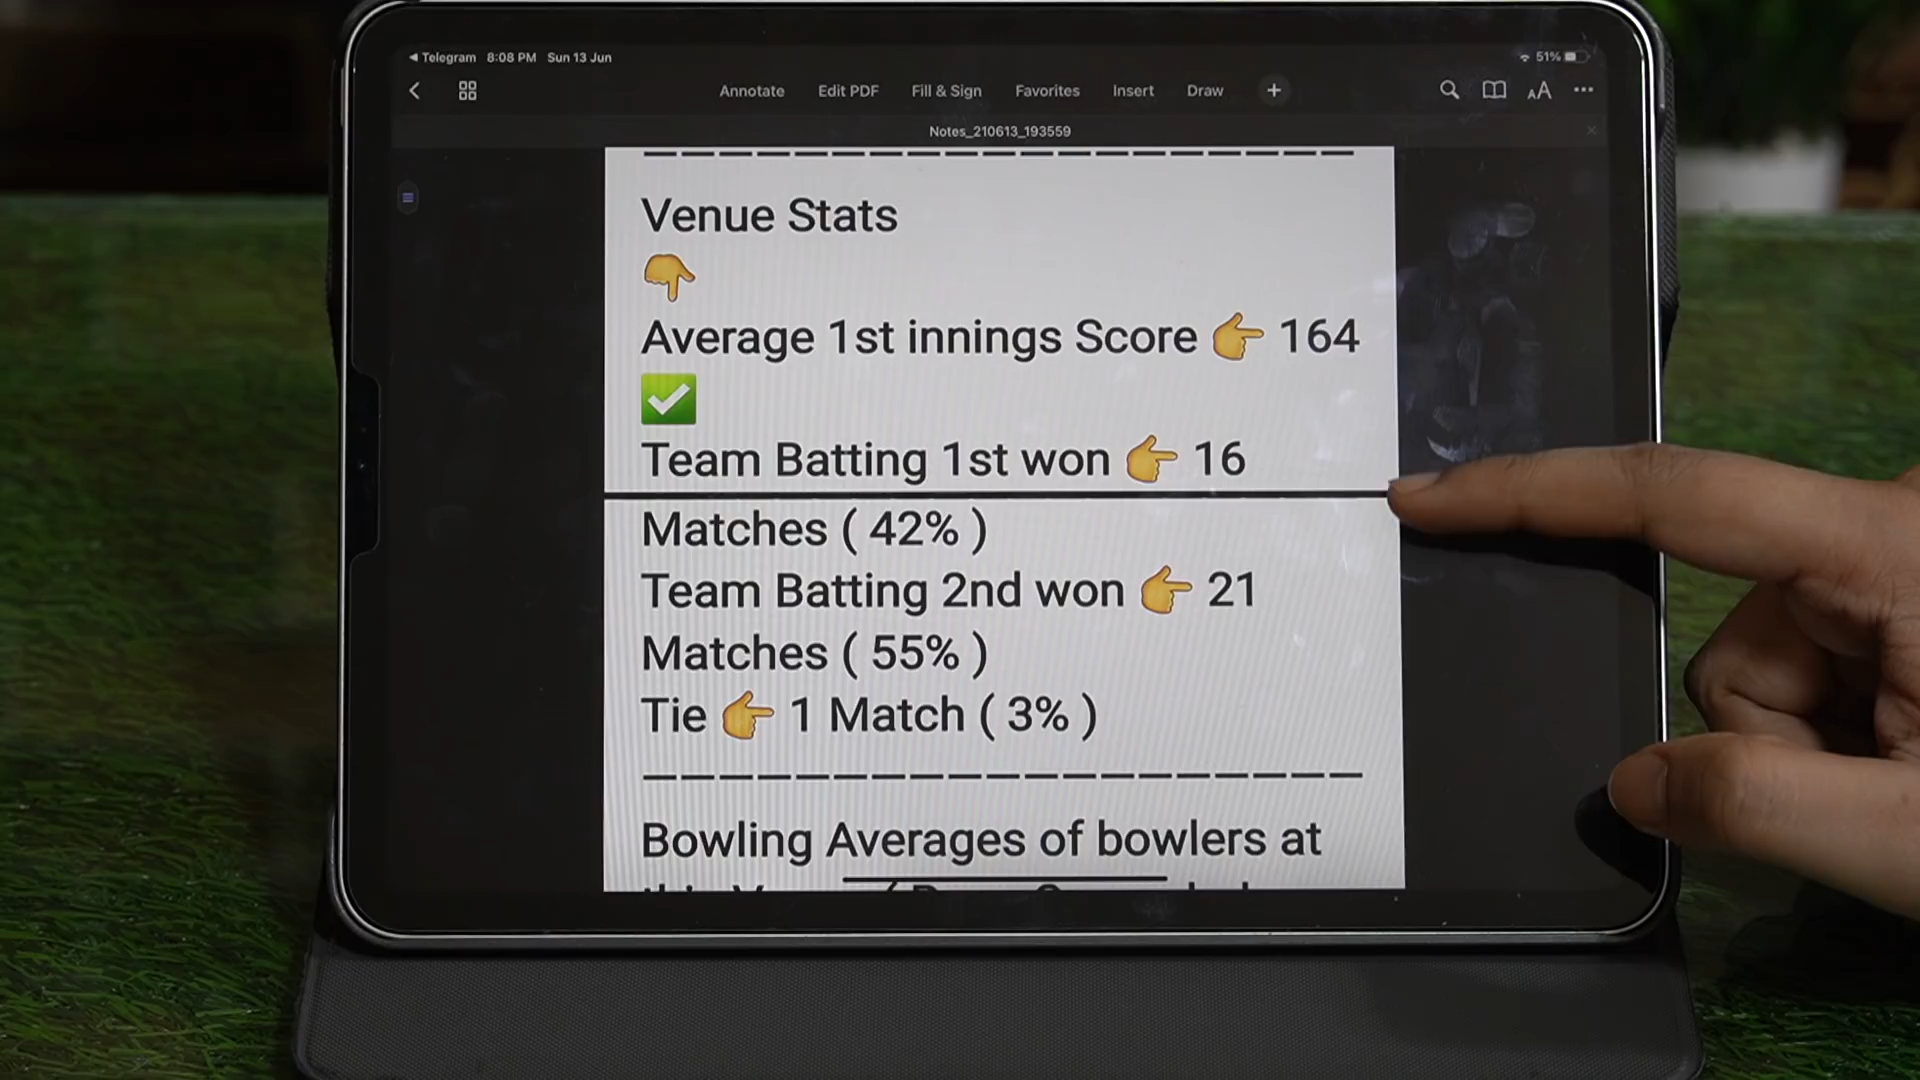 Telegram 8:08 PM Sun 13 Jun 51%
Annotate Edit PDF Fill & Sign Favorites Insert Draw + AA
Notes_210613_193559
Venue Stats
Average 1st innings Score 👉 164
✅
Team Batting 1st won 👉 16
Matches ( 42% )
Team Batting 2nd won 👉 21
Matches ( 55% )
Tie 👉 1 Match ( 3% )
Bowling Averages of bowlers at